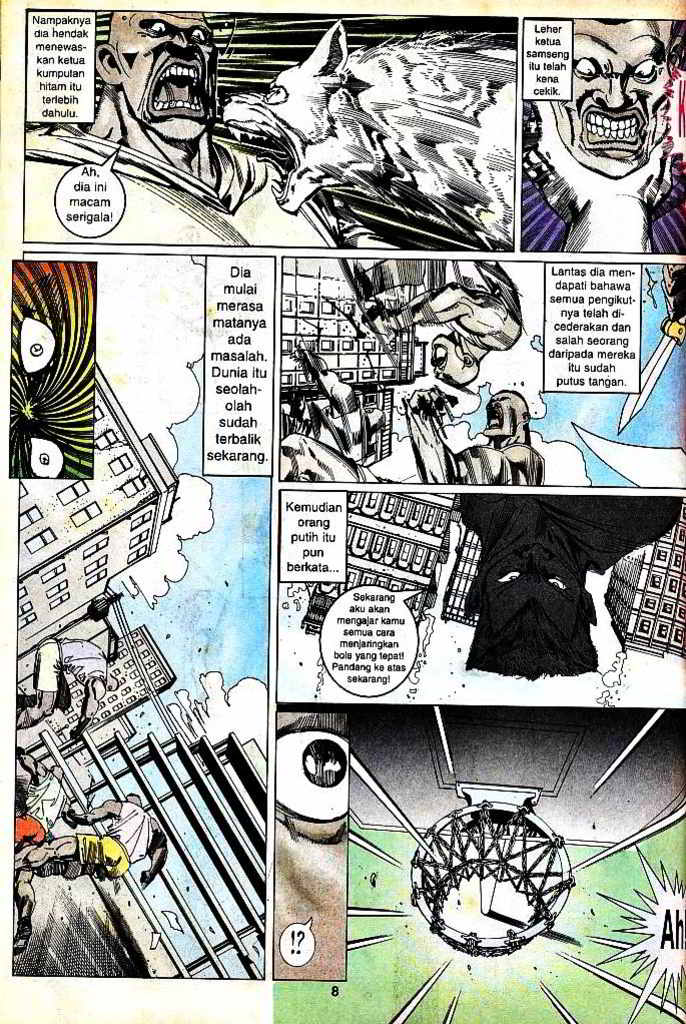 Nampaknya
dia hendak
menewas-
kan ketua
kumputan
hitam itu
terlebih
dahulu.
Ah,
dia ini
macam
serigala!
Leher
ketua
samseng
itu telah
kena
cekik.
Dia
mulai
merasa
matanya
ada
masalah.
Dunia itu
seolah-
olah
sudah
terbalik
sekarang.
Lantas dia men-
dapati bahawa
semua pengikut-
nya telah di-
cederakan dan
salah seorang
daripada mereka
itu sudah
putus tangan.
Kemudian
orang
putih itu
pun
berkata...
Sekarang
aku akan
mengajar kamu
semua cara
menjaringkan
bola yang tepat!
Pandang ke atas
sekarang!
!?
Ah
8